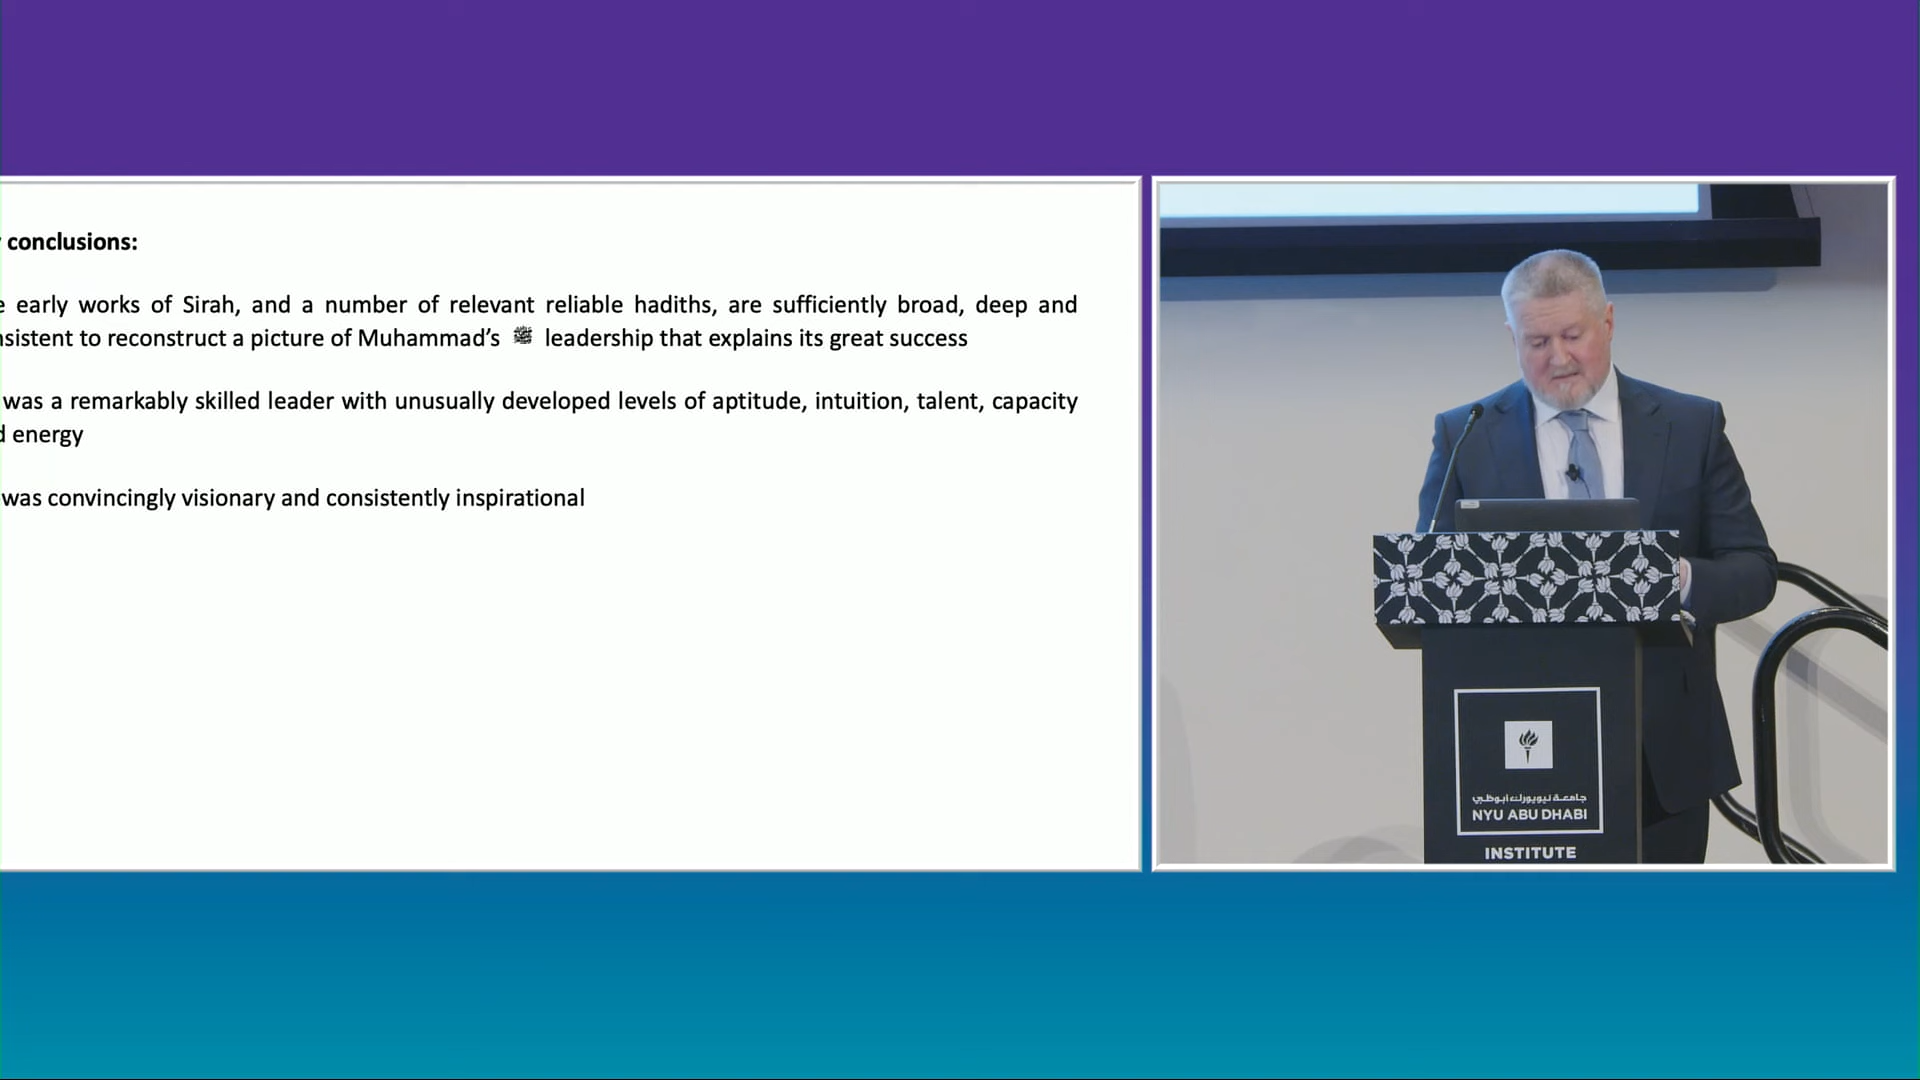 conclusions:
early works of Sirah, and a number of relevant reliable hadiths, are sufficiently broad, deep and
nsistent to reconstruct a picture of Muhammad’s ﷺ leadership that explains its great success
was a remarkably skilled leader with unusually developed levels of aptitude, intuition, talent, capacity
energy
was convincingly visionary and consistently inspirational
جامعة نيويورك أبوظبي
NYU ABU DHABI
INSTITUTE